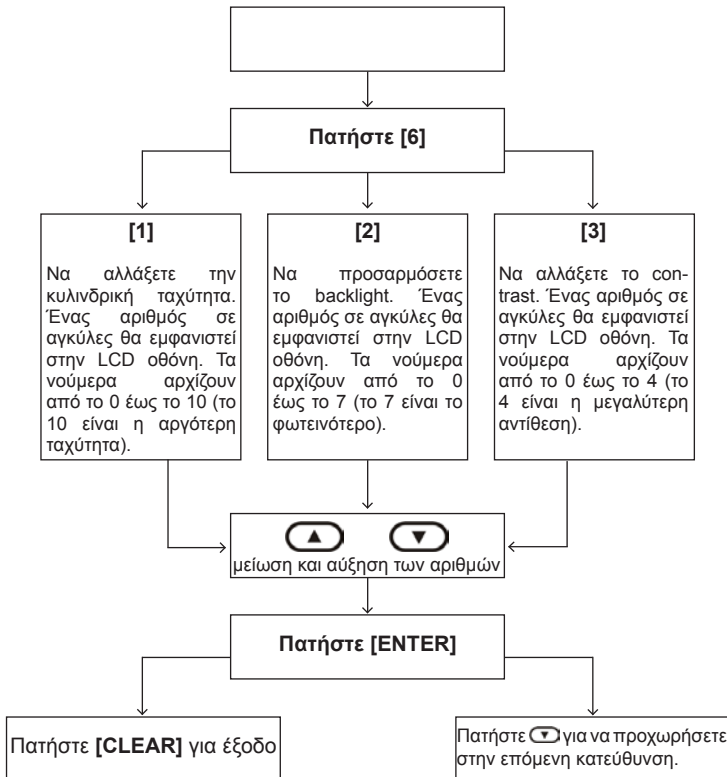 Πατήστε [6]
[1]
Να αλλάξετε την
κυλινδρική ταχύτητα.
Ένας αριθμός σε
αγκύλες θα εμφανιστεί
στην LCD οθόνη. Τα
νούμερα αρχίζουν
από το 0 έως το 10 (το
10 είναι η αργότερη
ταχύτητα).
[2]
Να προσαρμόσετε
το backlight. Ένας
αριθμός σε αγκύλες θα
εμφανιστεί στην LCD
οθόνη. Τα νούμερα
αρχίζουν από το 0
έως το 7 (το 7 είναι το
φωτεινότερο).
[3]
Να αλλάξετε το con-
trast. Ένας αριθμός σε
αγκύλες θα εμφανιστεί
στην LCD οθόνη. Τα
νούμερα αρχίζουν
από το 0 έως το 4 (το
4 είναι η μεγαλύτερη
αντίθεση).
μείωση και αύξηση των αριθμών
Πατήστε [ENTER]
Πατήστε [CLEAR] για έξοδο
Πατήστε ▼ για να προχωρήσετε
στην επόμενη κατεύθυνση.